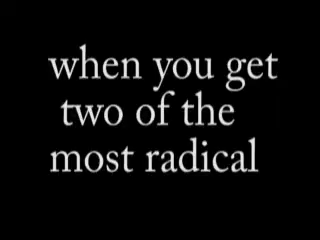 when you get
two of the
most radical